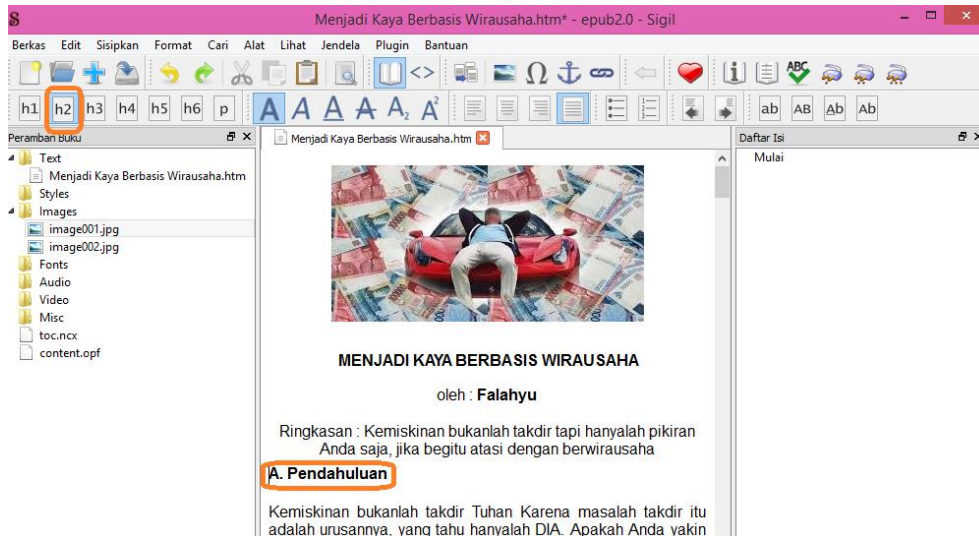 Menjadi Kaya Berbasis Wirausaha.htm* - epub2.0 - Sigil
Berkas Edit Sisipkan Format Cari Alat Lihat Jendela Plugin Bantuan
h1 h2 h3 h4 h5 h6 p A A A A A2 A2 ab AB Ab Ab
Peramban Buku
Text
Menjadi Kaya Berbasis Wirausaha.htm
Styles
Images
image001.jpg
image002.jpg
Fonts
Audio
Video
Misc
toc.ncx
content.opf
Menjadi Kaya Berbasis Wirausaha.htm
MENJADI KAYA BERBASIS WIRAUSAHA
oleh : Falahyu
Ringkasan : Kemiskinan bukanlah takdir tapi hanyalah pikiran
Anda saja, jika begitu atasi dengan berwirausaha
A. Pendahuluan
Kemiskinan bukanlah takdir Tuhan Karena masalah takdir itu
adalah urusannya, yang tahu hanyalah DIA. Apakah Anda yakin
Daftar Isi
Mulai